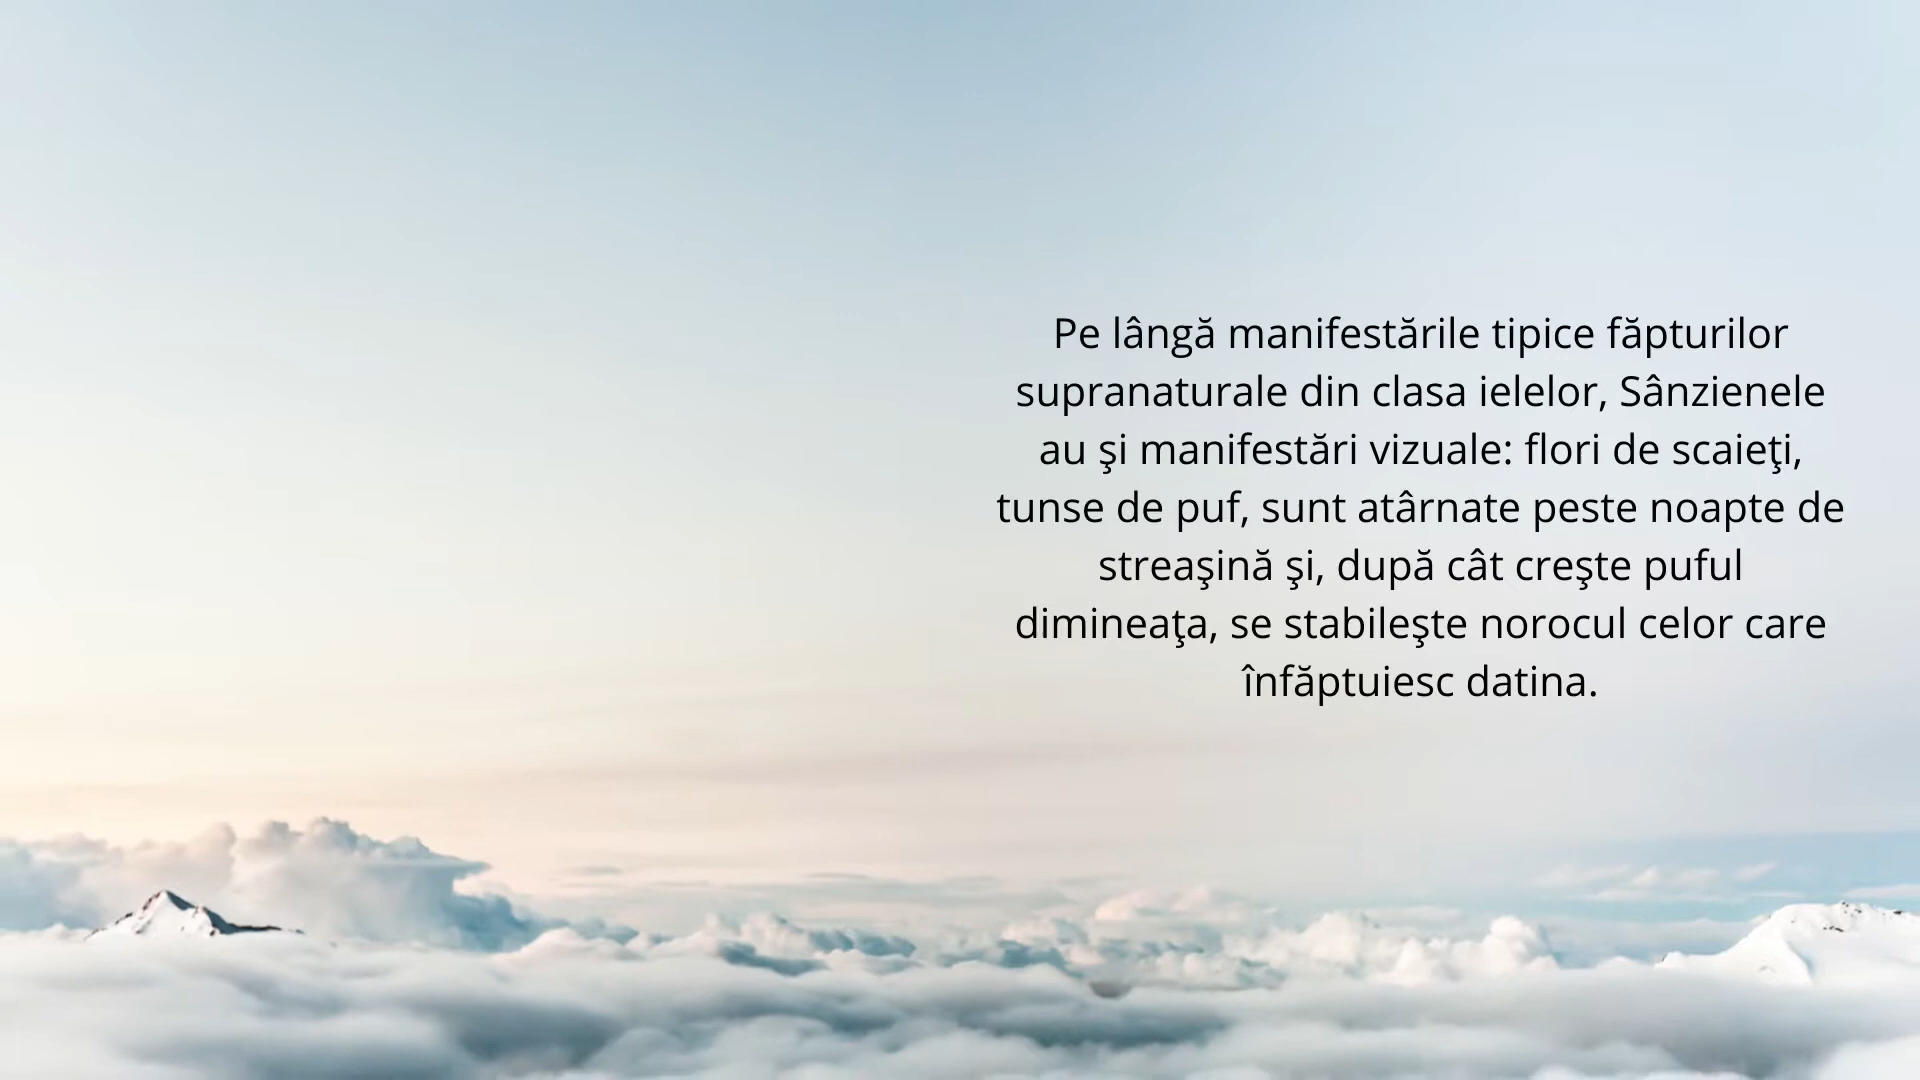 Pe lângă manifestările tipice făpturilor
supranaturale din clasa ielelor, Sânzienele
au şi manifestări vizuale: flori de scaieţi,
tunse de puf, sunt atârnate peste noapte de
streaşină şi, după cât creşte puful
dimineaţa, se stabileşte norocul celor care
înfăptuiesc datina.